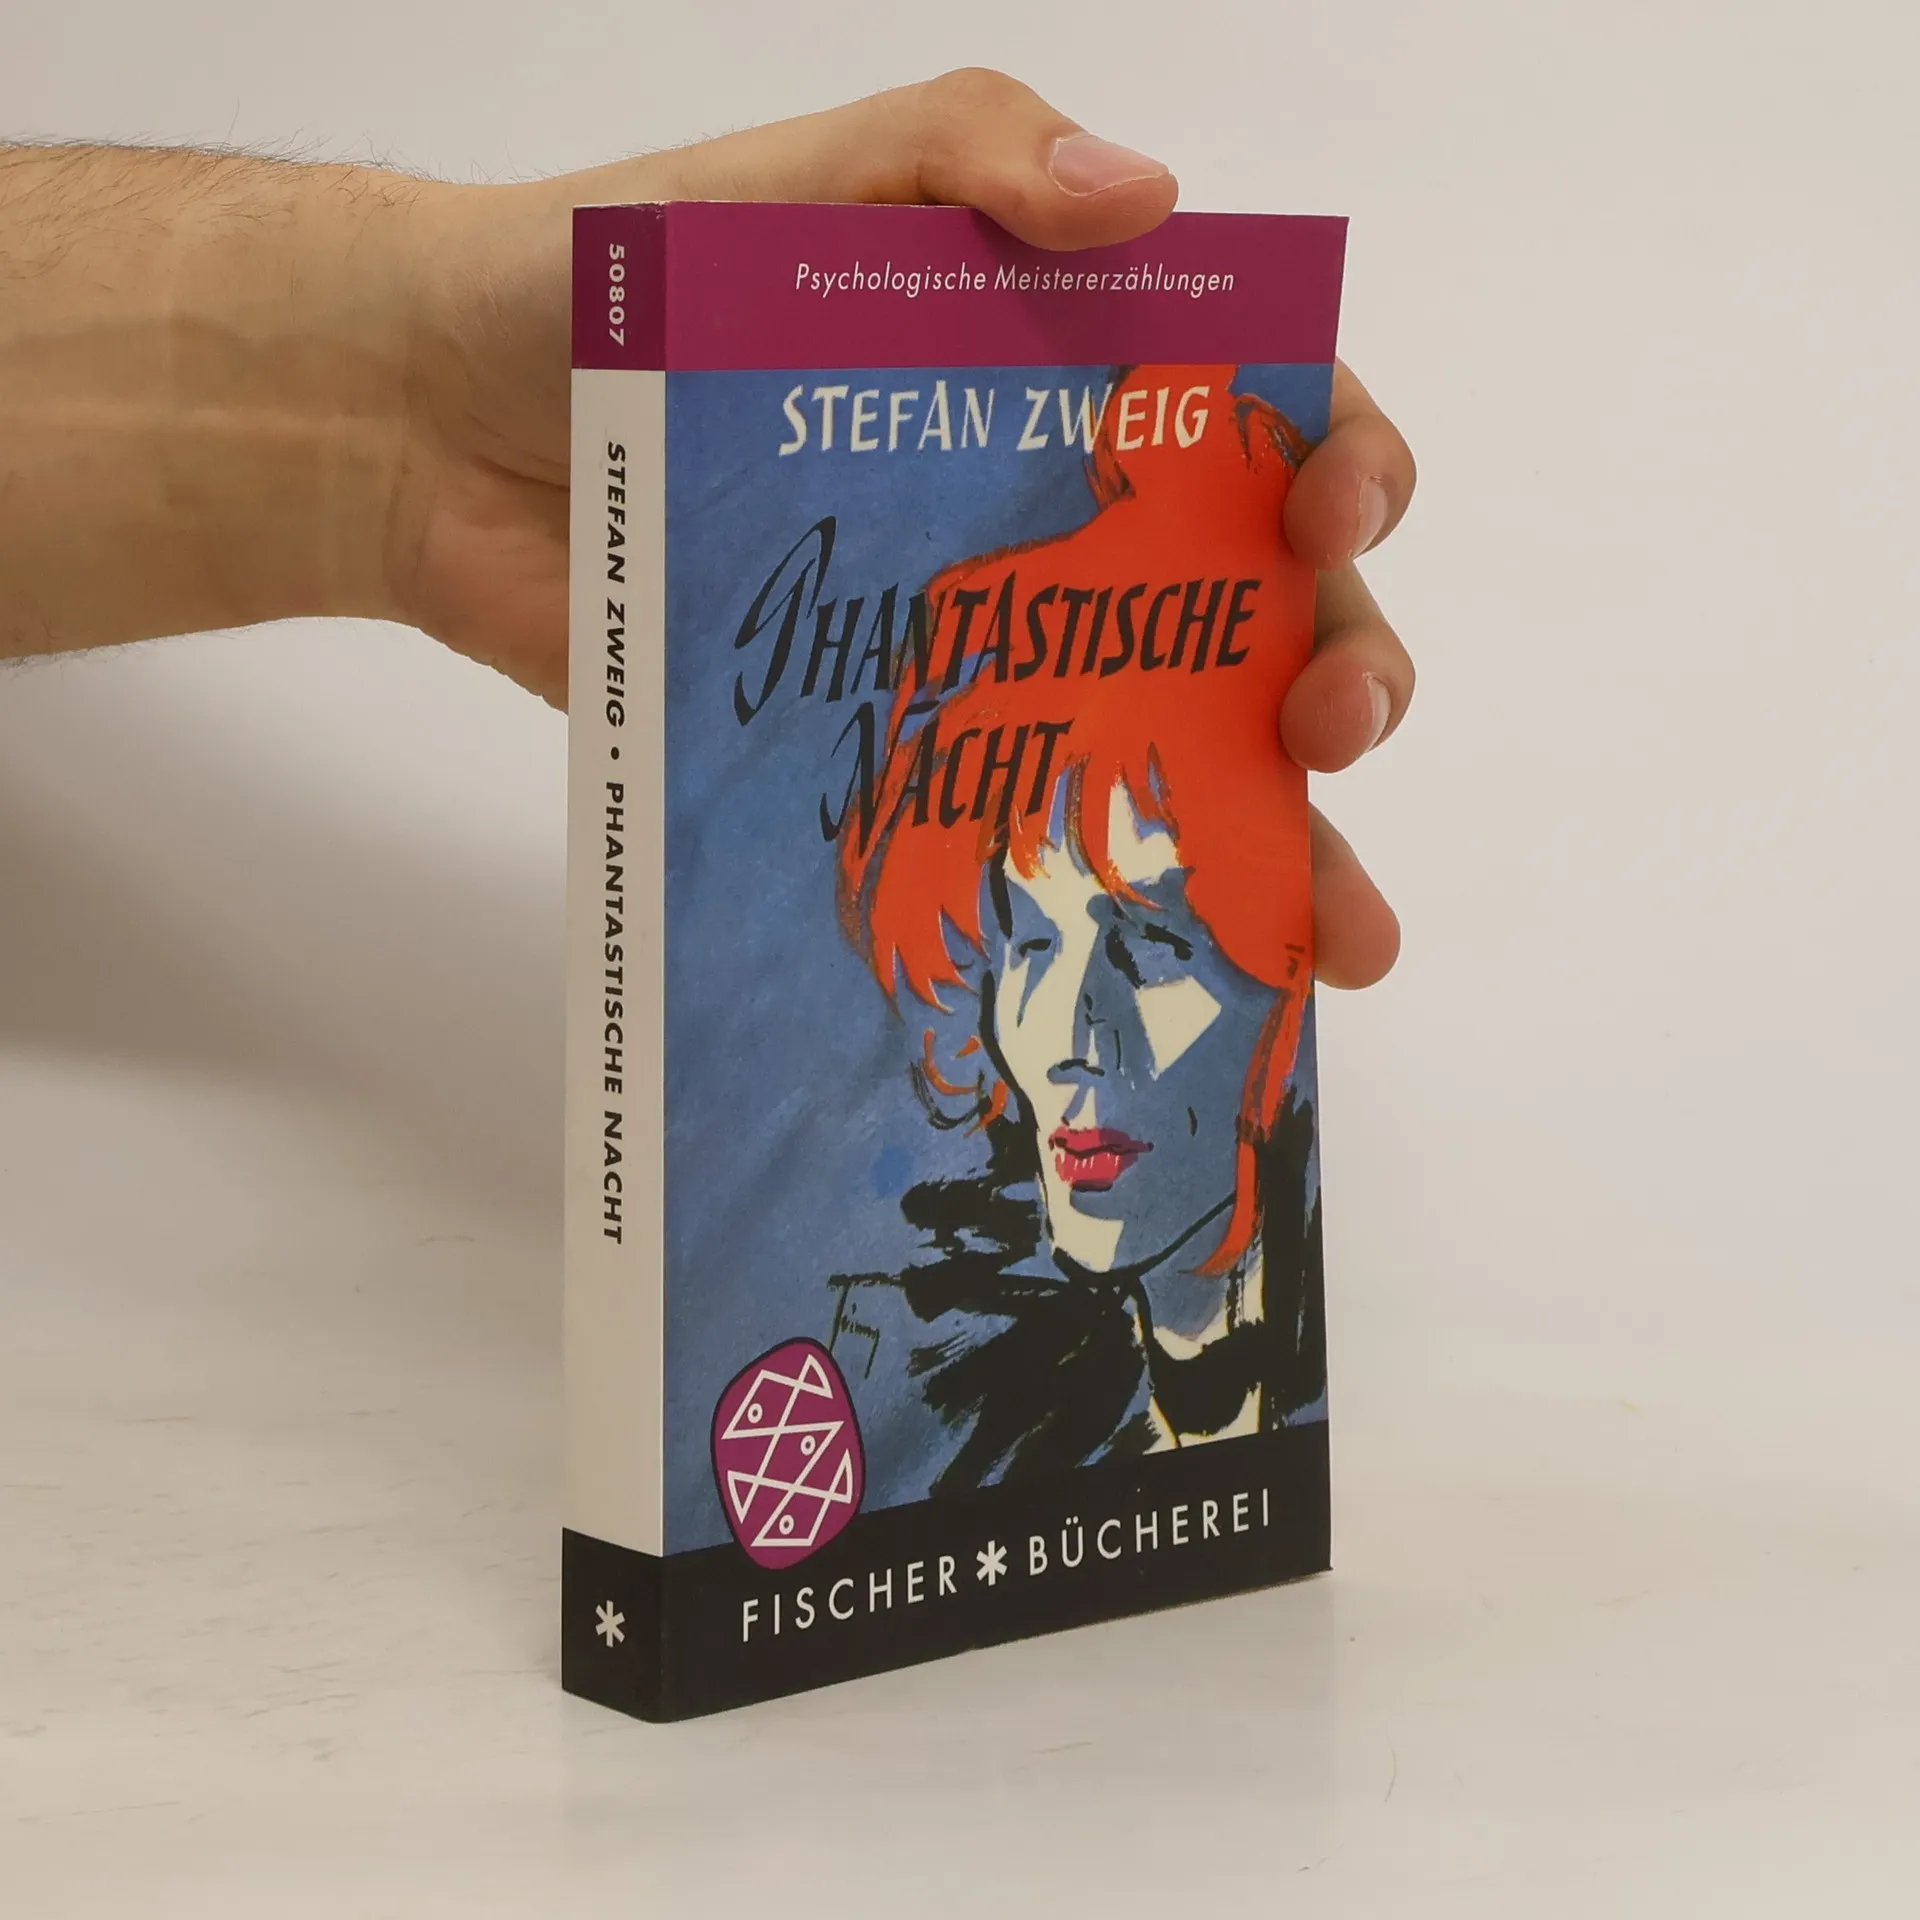 50807
STEFAN ZWEIG • PHANTASTISCHE NACHT
*
Psychologische Meistererzählungen
STEFAN ZWEIG
PHANTASTISCHE
NACHT
FISCHER * BÜCHEREI